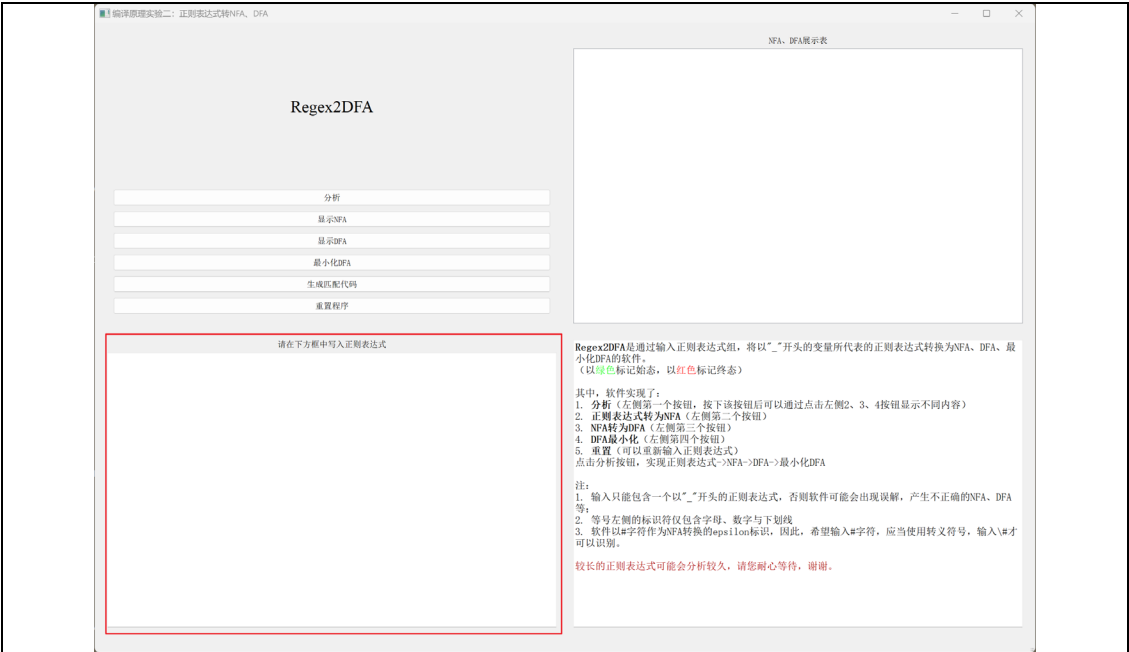 编译原理实验二：正则表达式转NFA、DFA
Regex2DFA
分析
显示NFA
显示DFA
最小化DFA
生成匹配代码
重置程序
请在下方框中写入正则表达式
NFA、DFA展示表
Regex2DFA是通过输入正则表达式组，将以"_"开头的变量所代表的正则表达式转换为NFA、DFA、最
小化DFA的软件。
（以绿色标记始态，以红色标记终态）
其中，软件实现了：
1. 分析（左侧第一个按钮，按下该按钮后可以通过点击左侧2、3、4按钮显示不同内容）
2. 正则表达式转为NFA（左侧第二个按钮）
3. NFA转为DFA（左侧第三个按钮）
4. DFA最小化（左侧第四个按钮）
5. 重置（可以重新输入正则表达式）
点击分析按钮，实现正则表达式->NFA->DFA->最小化DFA
注：
1. 输入只能包含一个以"_"开头的正则表达式，否则软件可能会出现误解，产生不正确的NFA、DFA
等；
2. 等号左侧的标识符仅包含字母、数字与下划线
3. 软件以#字符作为NFA转换的epsilon标识，因此，希望输入#字符，应当使用转义符号，输入\#才
可以识别。
较长的正则表达式可能会分析较久，请您耐心等待，谢谢。